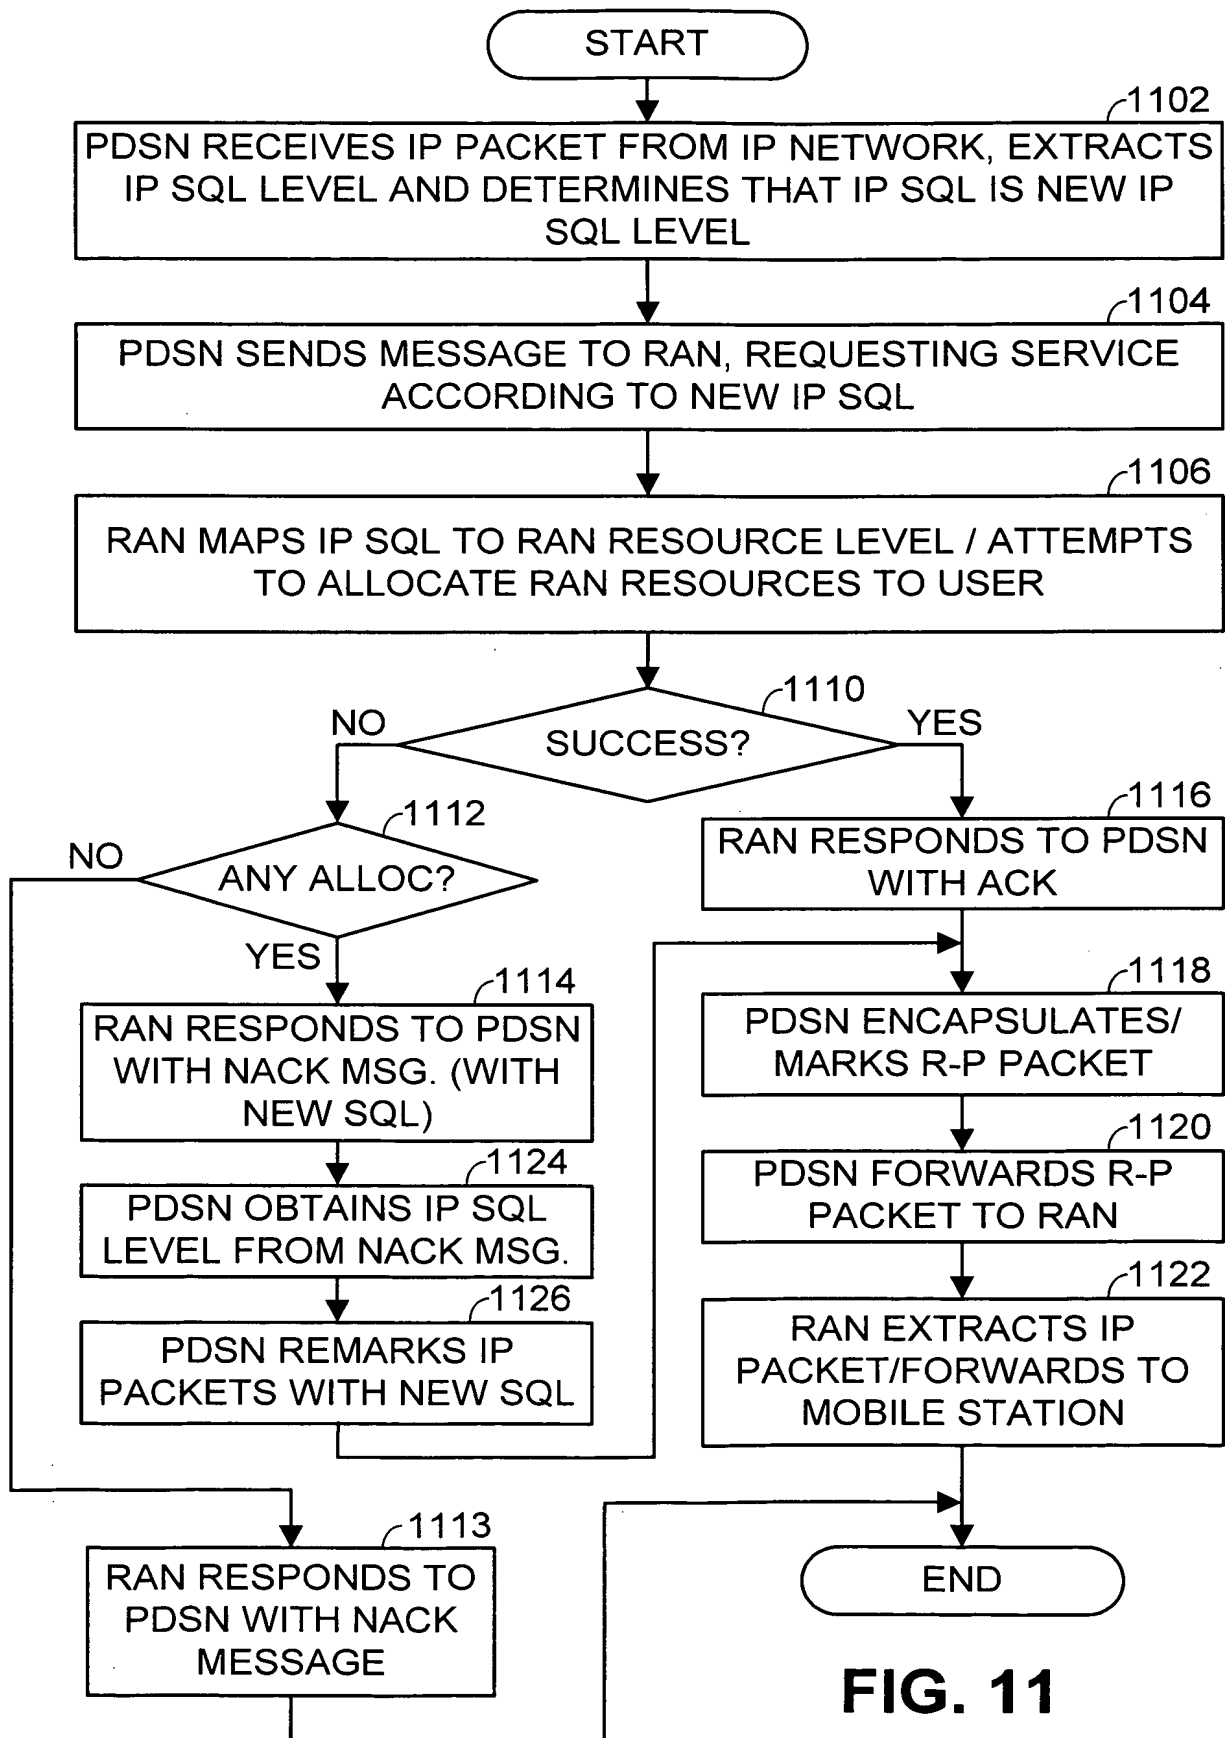 START
1102
PDSN RECEIVES IP PACKET FROM IP NETWORK, EXTRACTS
IP SQL LEVEL AND DETERMINES THAT IP SQL IS NEW IP
SQL LEVEL
1104
PDSN SENDS MESSAGE TO RAN, REQUESTING SERVICE
ACCORDING TO NEW IP SQL
1106
RAN MAPS IP SQL TO RAN RESOURCE LEVEL / ATTEMPTS
TO ALLOCATE RAN RESOURCES TO USER
1110
NO
SUCCESS?
YES
1112
NO
ANY ALLOC?
YES
1114
RAN RESPONDS TO PDSN
WITH NACK MSG. (WITH
NEW SQL)
1124
PDSN OBTAINS IP SQL
LEVEL FROM NACK MSG.
1126
PDSN REMARKS IP
PACKETS WITH NEW SQL
1116
RAN RESPONDS TO PDSN
WITH ACK
1118
PDSN ENCAPSULATES/
MARKS R-P PACKET
1120
PDSN FORWARDS R-P
PACKET TO RAN
1122
RAN EXTRACTS IP
PACKET/FORWARDS TO
MOBILE STATION
1113
RAN RESPONDS TO
PDSN WITH NACK
MESSAGE
END
FIG. 11